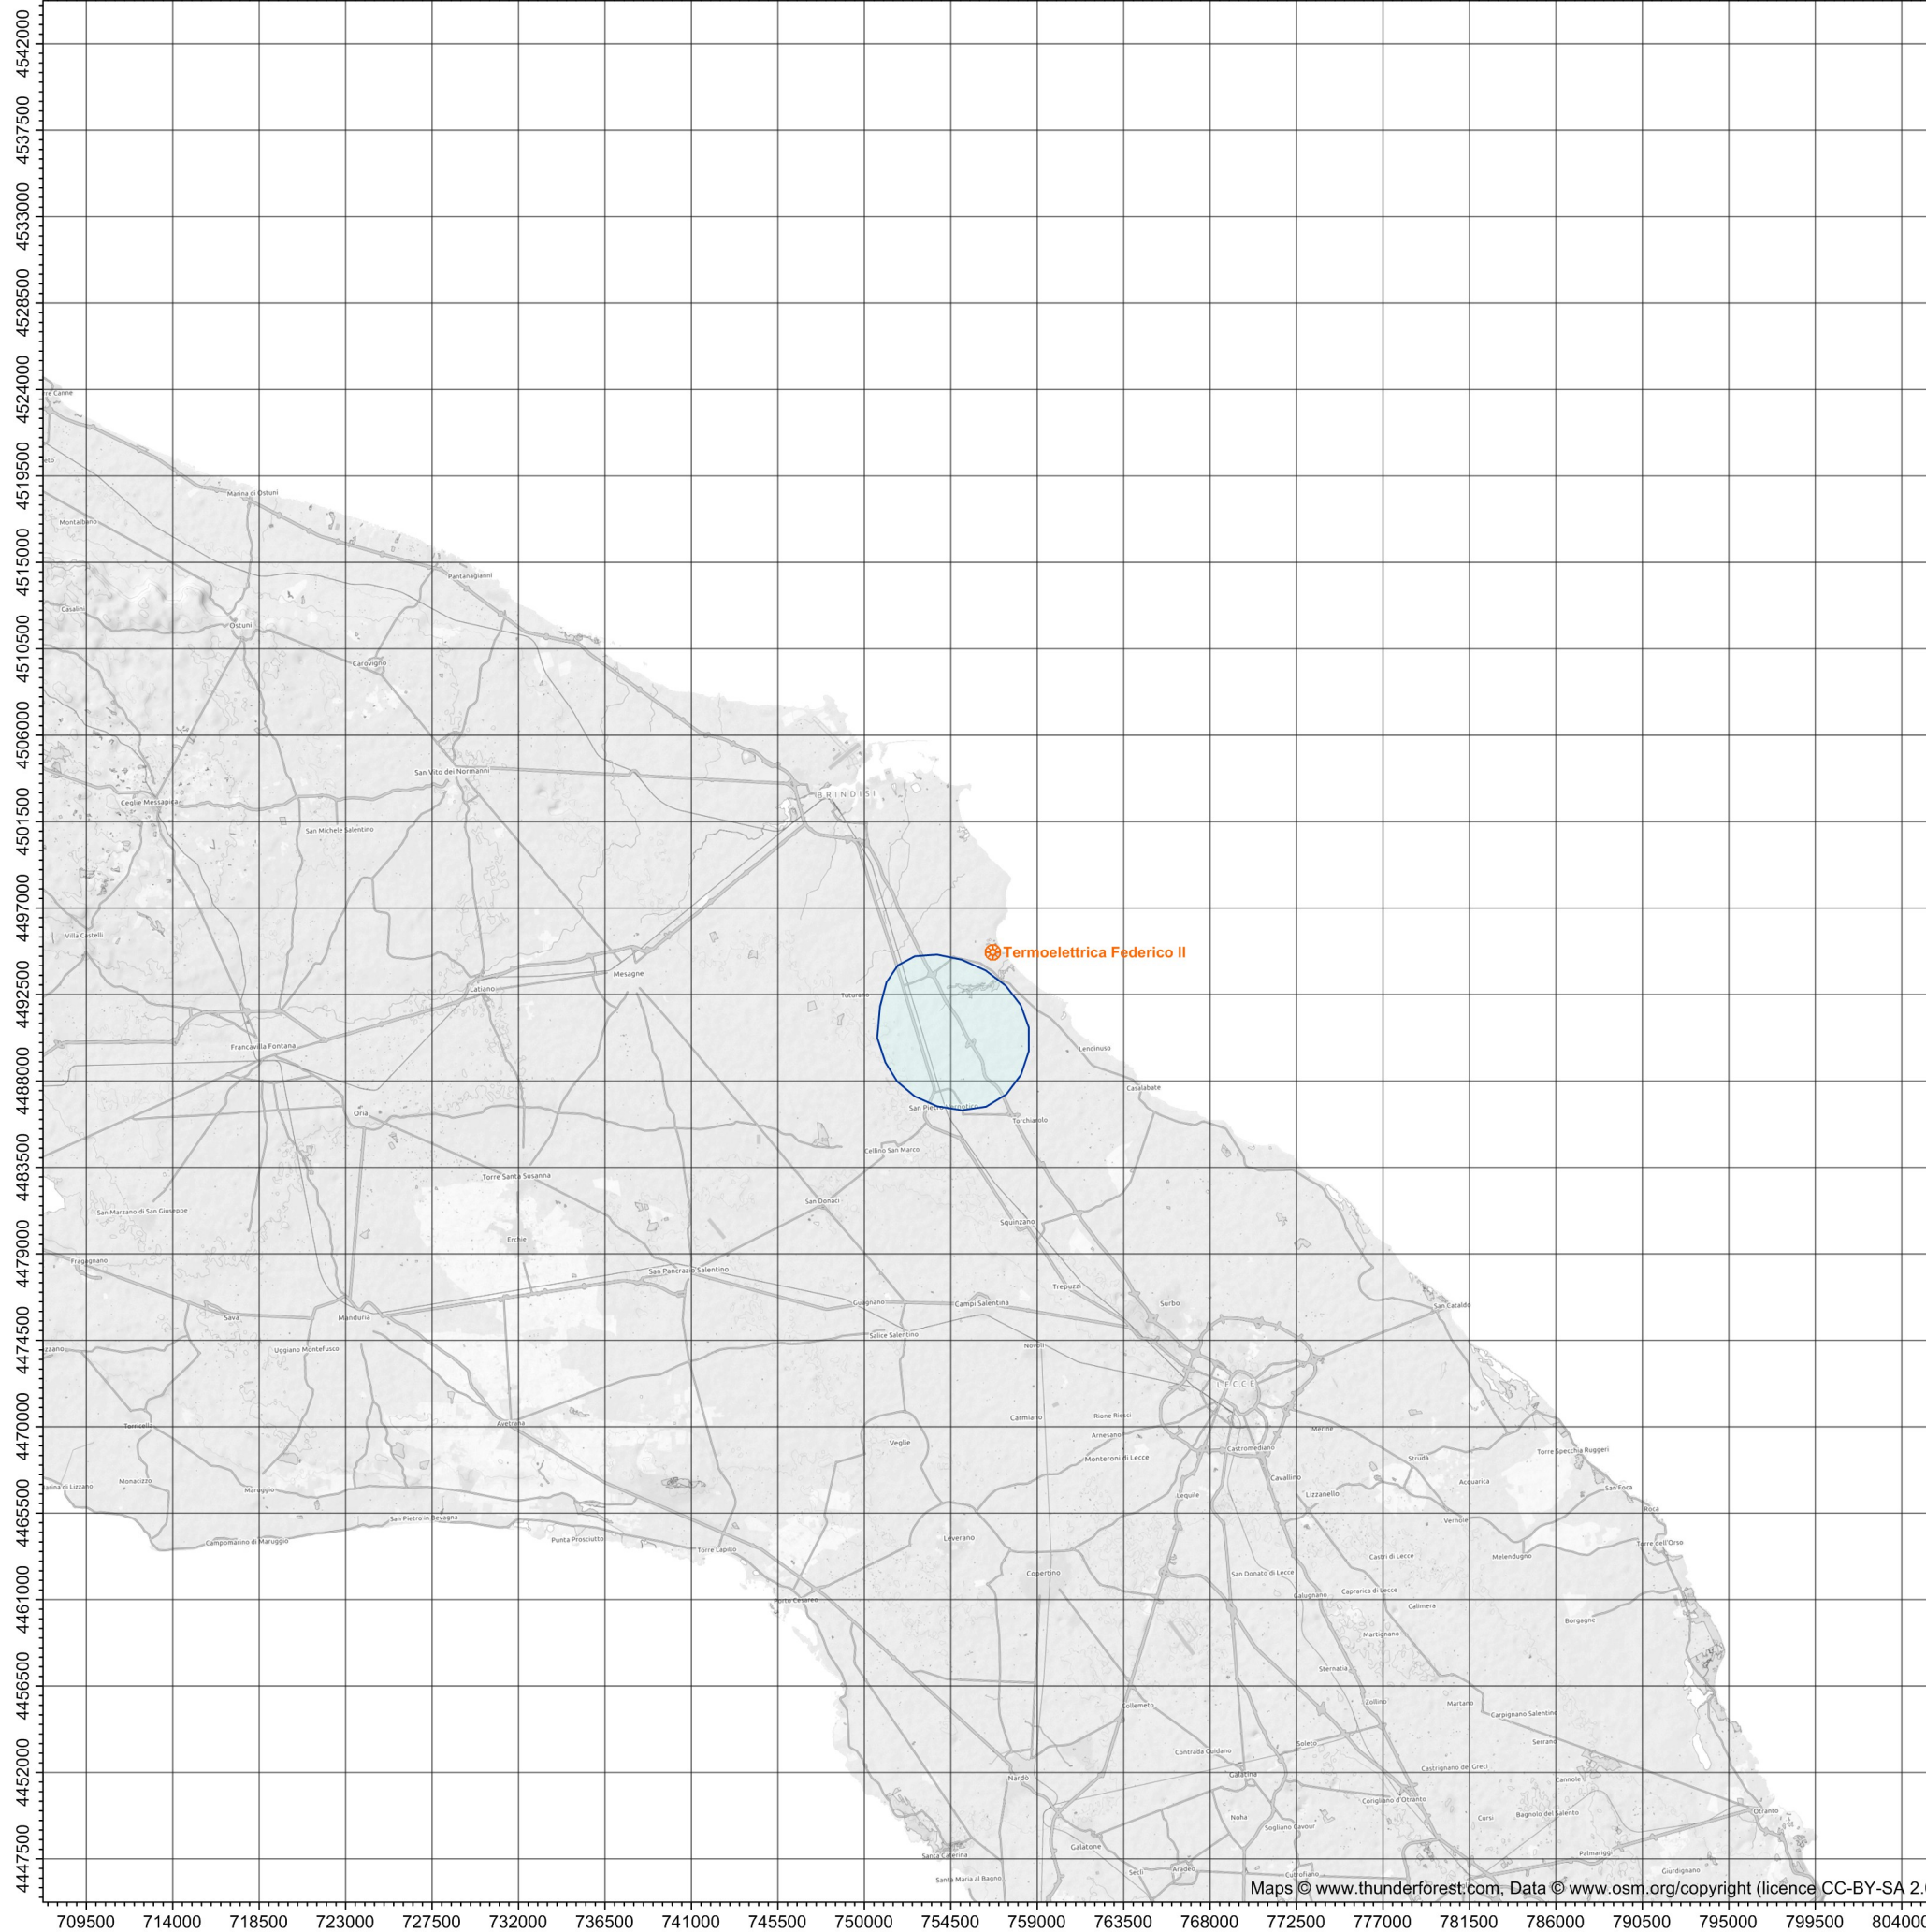 4542000
4537500
4533000
4528500
4524000
4519500
4515000
4510500
4506000
4501500
4497000
4492500
4488000
4483500
4479000
4474500
4470000
4465500
4461000
4456500
4452000
4447500
re Canne
eto
Marina di Ostuni
Montalbano
Pantanagianni
Casalini
Ostuni
Carovigno
San Vito dei Normanni
BRINDISI
Ceglie Messapica
San Michele Salentino
Villa Castelli
Termoelettrica Federico II
Mesagne
Latiano
Tuturano
Francavilla Fontana
Lendinuso
Casalabate
Oria
San Pietro Vernotico
Torchiarolo
Cellino San Marco
Torre Santa Susanna
San Donaci
San Marzano di San Giuseppe
Squinzano
Erchie
Fragagnano
San Pancrazio Salentino
Trepuzzi
Guagnano
Campi Salentina
Surbo
San Cataldo
Sava
Manduria
Salice Salentino
zzano
Uggiano Montefusco
Novoli
LECCE
Carmiano
Rione Riesci
Torricella
Avetrana
Arnesano
Merine
Veglie
Castromediano
Torre Specchia Ruggeri
Monteroni di Lecce
Struda
Monacizzo
Cavallino
Acquarica
arina di Lizzano
Maruggio
Lequile
Lizzanello
San Foca
Roca
San Pietro in Bevagna
Vernole
Campomarino di Maruggio
Punta Prosciutto
Leverano
Torre dell'Orso
Torre Lapillo
Castri di Lecce
Melendugno
Copertino
San Donato di Lecce
Porto Cesareo
Galugnano
Caprarica di Lecce
Calimera
Borgagne
Martignano
Sternatia
Collemeto
Zollino
Martano
Carpignano Salentino
Contrada Guidano
Soleto
Serrano
Nardò
Galatina
Castrignano de' Greci
Cannole
Corigliano d'Otranto
Noha
Cursi
Bagnolo del Salento
Otranto
Sogliano Cavour
Galatone
Santa Caterina
Palmariggi
Secli
Aradeo
Cutrofiano
Giurdignano
Santa Maria al Bagno
Maps © www.thunderforest.com, Data © www.osm.org/copyright (licence CC-BY-SA 2.
709500 714000 718500 723000 727500 732000 736500 741000 745500 750000 754500 759000 763500 768000 772500 777000 781500 786000 790500 795000 799500 80400